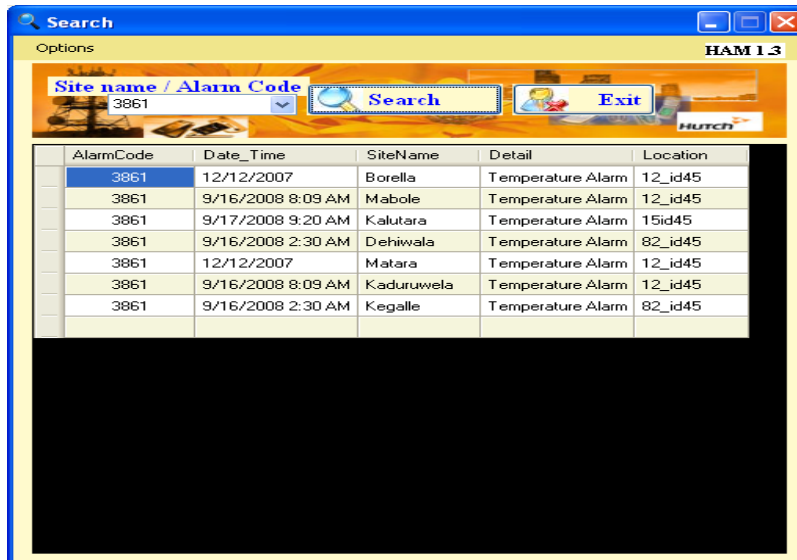 Search
Options
HAM 1.3
Site name / Alarm Code
3861
Search
Exit
HUTCH
AlarmCode Date_Time SiteName Detail Location
3861 12/12/2007 Borella Temperature Alarm 12_id45
3861 9/16/2008 8:09 AM Mabole Temperature Alarm 12_id45
3861 9/17/2008 9:20 AM Kalutara Temperature Alarm 15id45
3861 9/16/2008 2:30 AM Dehiwala Temperature Alarm 82_id45
3861 12/12/2007 Matara Temperature Alarm 12_id45
3861 9/16/2008 8:09 AM Kaduruwela Temperature Alarm 12_id45
3861 9/16/2008 2:30 AM Kegalle Temperature Alarm 82_id45